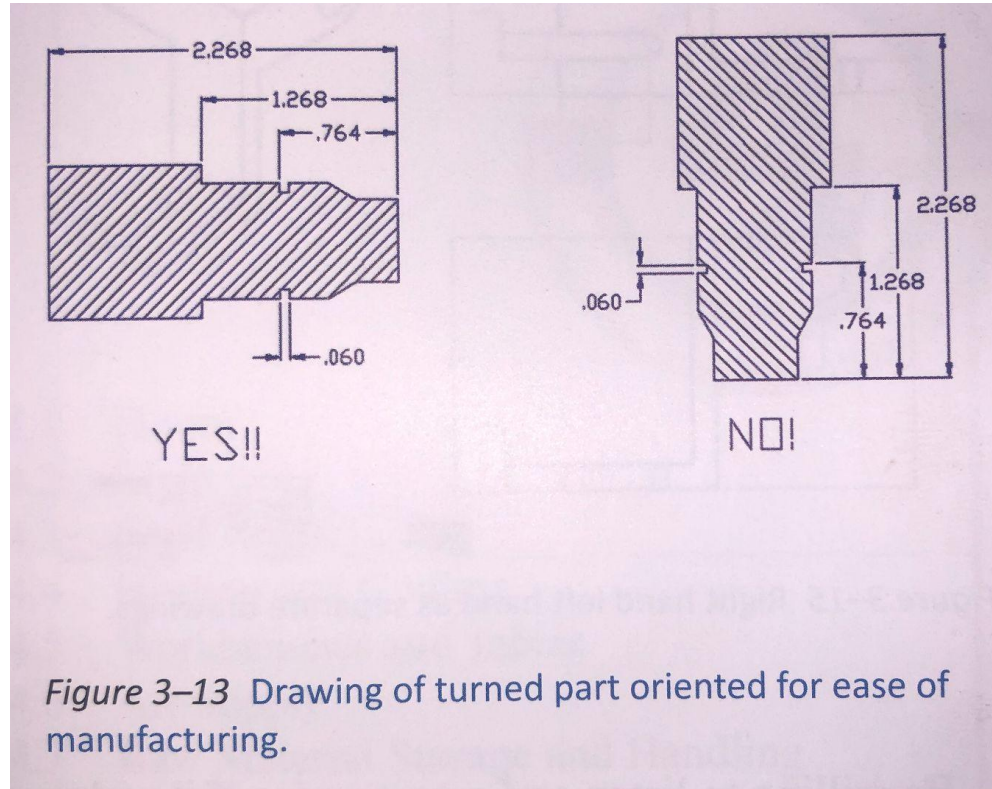 2.268
1.268
.764
.060
YES!!
2.268
1.268
.764
.060
NO!
Figure 3–13 Drawing of turned part oriented for ease of
manufacturing.